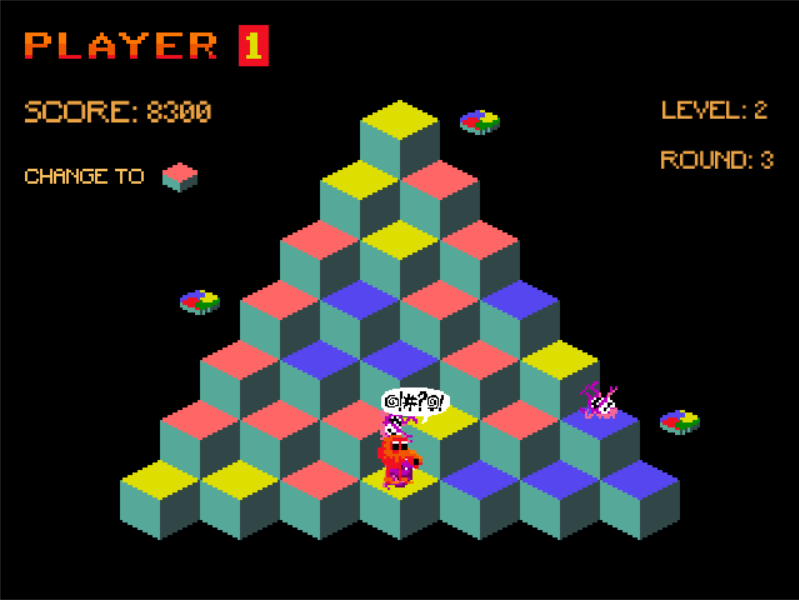 PLAYER 1
SCORE: 8300
LEVEL: 2
ROUND: 3
CHANGE TO
@!#?@!